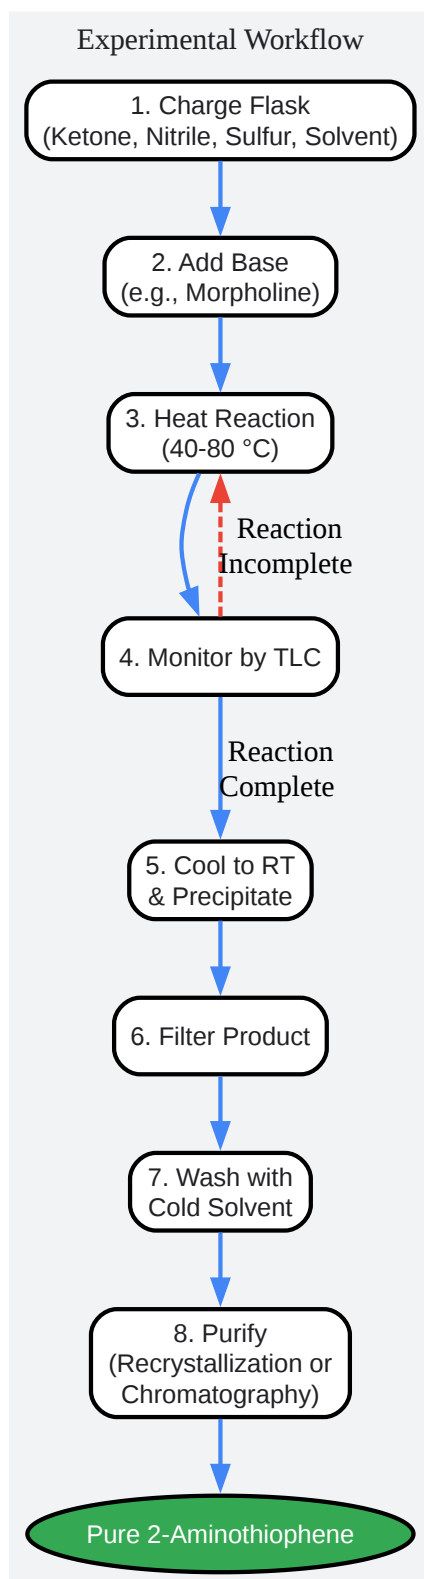 Experimental Workflow
1. Charge Flask
(Ketone, Nitrile, Sulfur, Solvent)
2. Add Base
(e.g., Morpholine)
3. Heat Reaction
(40-80 °C)
Reaction
Incomplete
4. Monitor by TLC
Reaction
Complete
5. Cool to RT
& Precipitate
6. Filter Product
7. Wash with
Cold Solvent
8. Purify
(Recrystallization or
Chromatography)
Pure 2-Aminothiophene